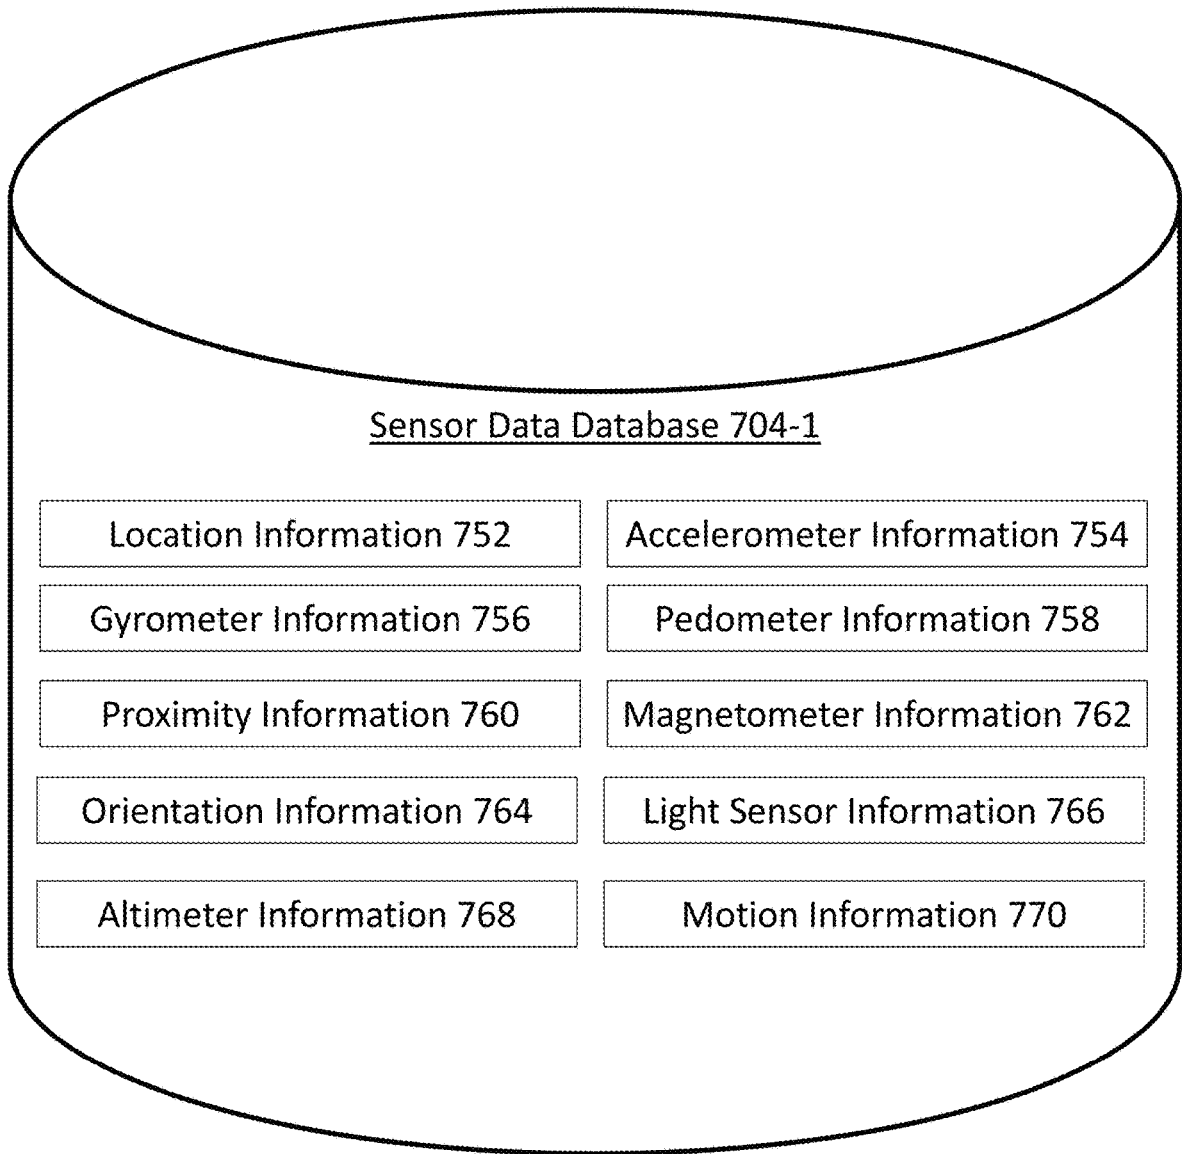 Sensor Data Database 704-1
Location Information 752
Accelerometer Information 754
Gyrometer Information 756
Pedometer Information 758
Proximity Information 760
Magnetometer Information 762
Orientation Information 764
Light Sensor Information 766
Altimeter Information 768
Motion Information 770